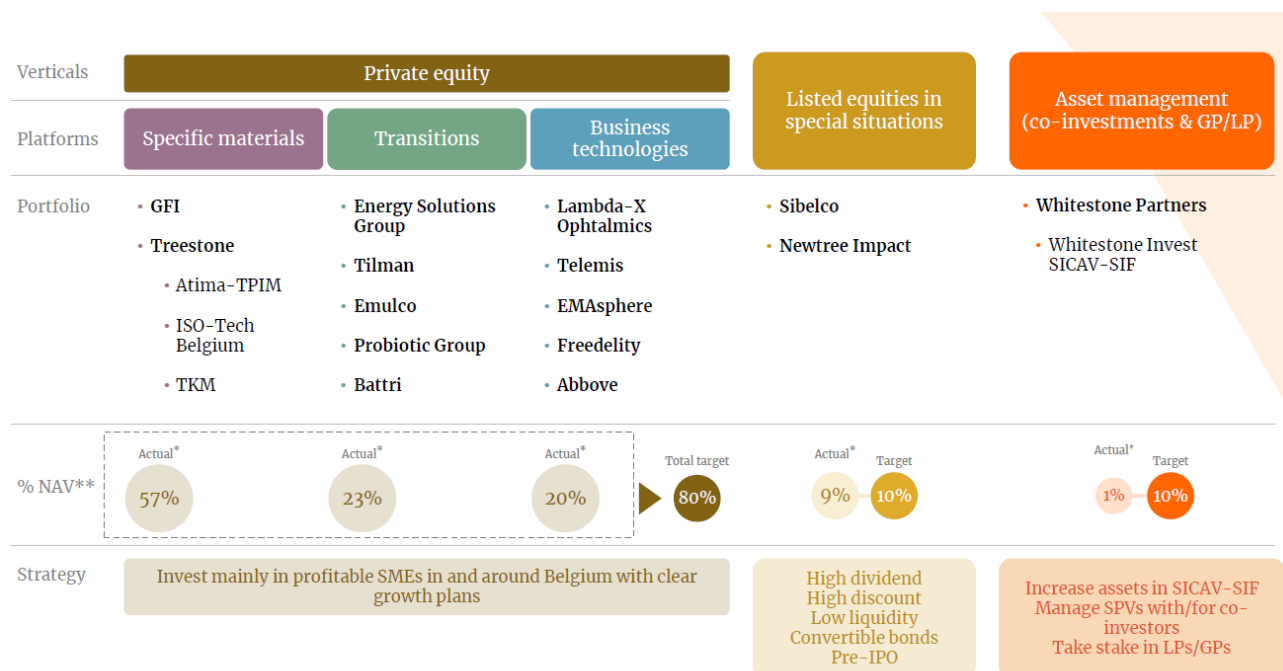 Verticals
Private equity
Listed equities in
special situations
Asset management
(co-investments & GP/LP)
Platforms
Specific materials
Transitions
Business
technologies
Portfolio
• GFI
• Treestone
• Atima-TPIM
• ISO-Tech
Belgium
• TKM
• Energy Solutions
Group
• Tilman
• Emulco
• Probiotic Group
• Battri
• Lambda-X
Ophtalmics
• Telemis
• EMAsphere
• Freedelity
• Abbove
• Sibelco
• Newtree Impact
• Whitestone Partners
• Whitestone Invest
SICAV-SIF
% NAV**
Actual*
57%
Actual*
23%
Actual*
20%
Total target
80%
Actual*
9%
Target
10%
Actual*
1%
Target
10%
Strategy
Invest mainly in profitable SMEs in and around Belgium with clear
growth plans
High dividend
High discount
Low liquidity
Convertible bonds
Pre-IPO
Increase assets in SICAV-SIF
Manage SPVs with/for co-
investors
Take stake in LPs/GPs